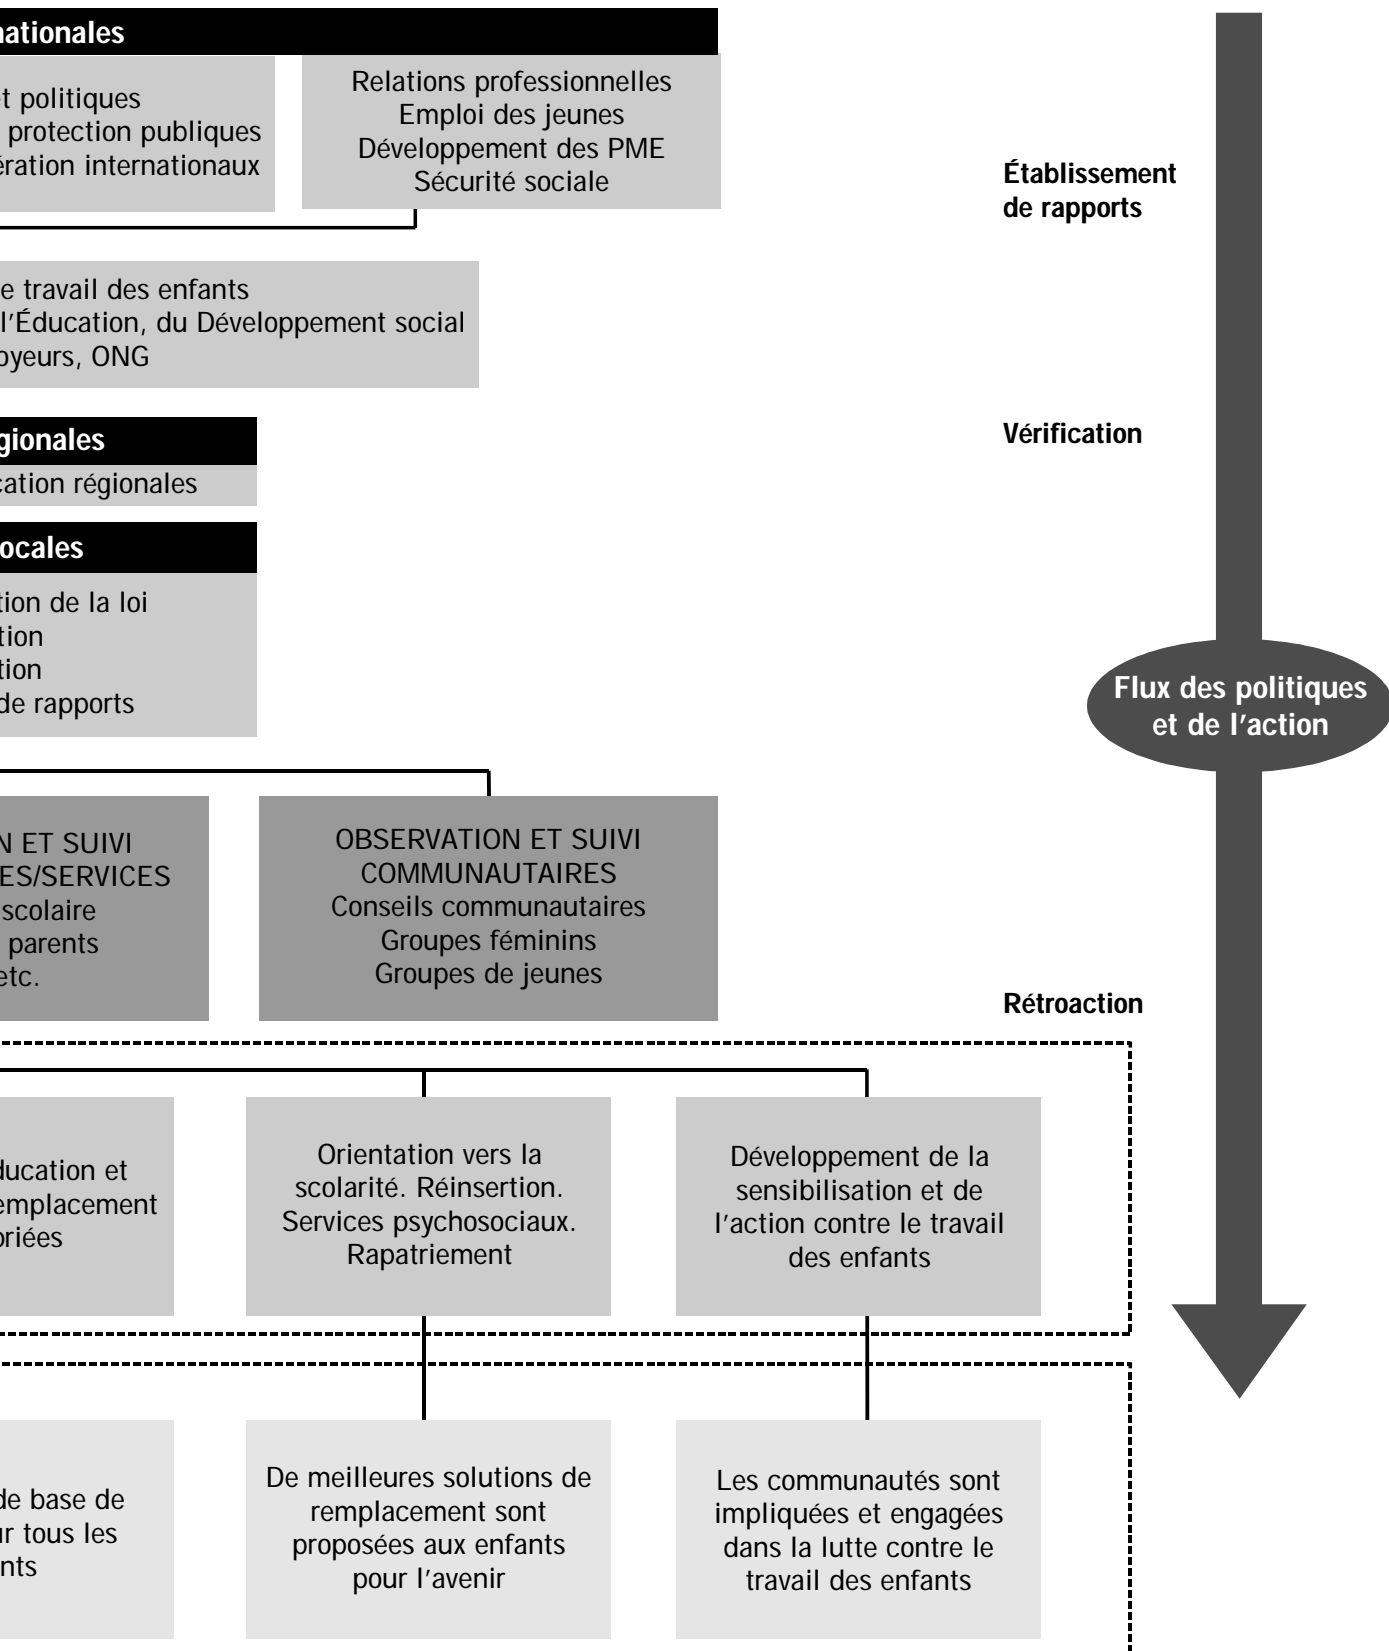 nationales
et politiques
protection publiques
ération internationaux
Relations professionnelles
Emploi des jeunes
Développement des PME
Sécurité sociale
Établissement
de rapports
e travail des enfants
l'Éducation, du Développement social
oyeurs, ONG
gionales
cation régionales
Vérification
ocales
tion de la loi
tion
tion
de rapports
Flux des politiques
et de l'action
N ET SUIVI
ES/SERVICES
scolaire
parents
etc.
OBSERVATION ET SUIVI
COMMUNAUTAIRES
Conseils communautaires
Groupes féminins
Groupes de jeunes
Rétroaction
ducation et
emplacement
priées
Orientation vers la
scolarité. Réinsertion.
Services psychosociaux.
Rapatriement
Développement de la
sensibilisation et de
l'action contre le travail
des enfants
de base de
ur tous les
nts
De meilleures solutions de
remplacement sont
proposées aux enfants
pour l'avenir
Les communautés sont
impliquées et engagées
dans la lutte contre le
travail des enfants